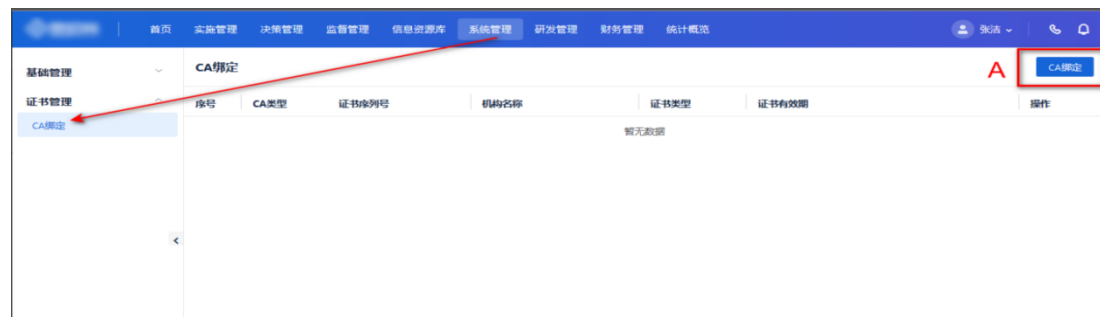 首页 实施管理 决策管理 监督管理 信息资源库 系统管理 研发管理 财务管理 统计概览 张洁
基础管理
CA绑定
A
CA绑定
证书管理
序号 CA类型 证书序列号 机构名称 证书类型 证书有效期 操作
CA绑定
暂无数据